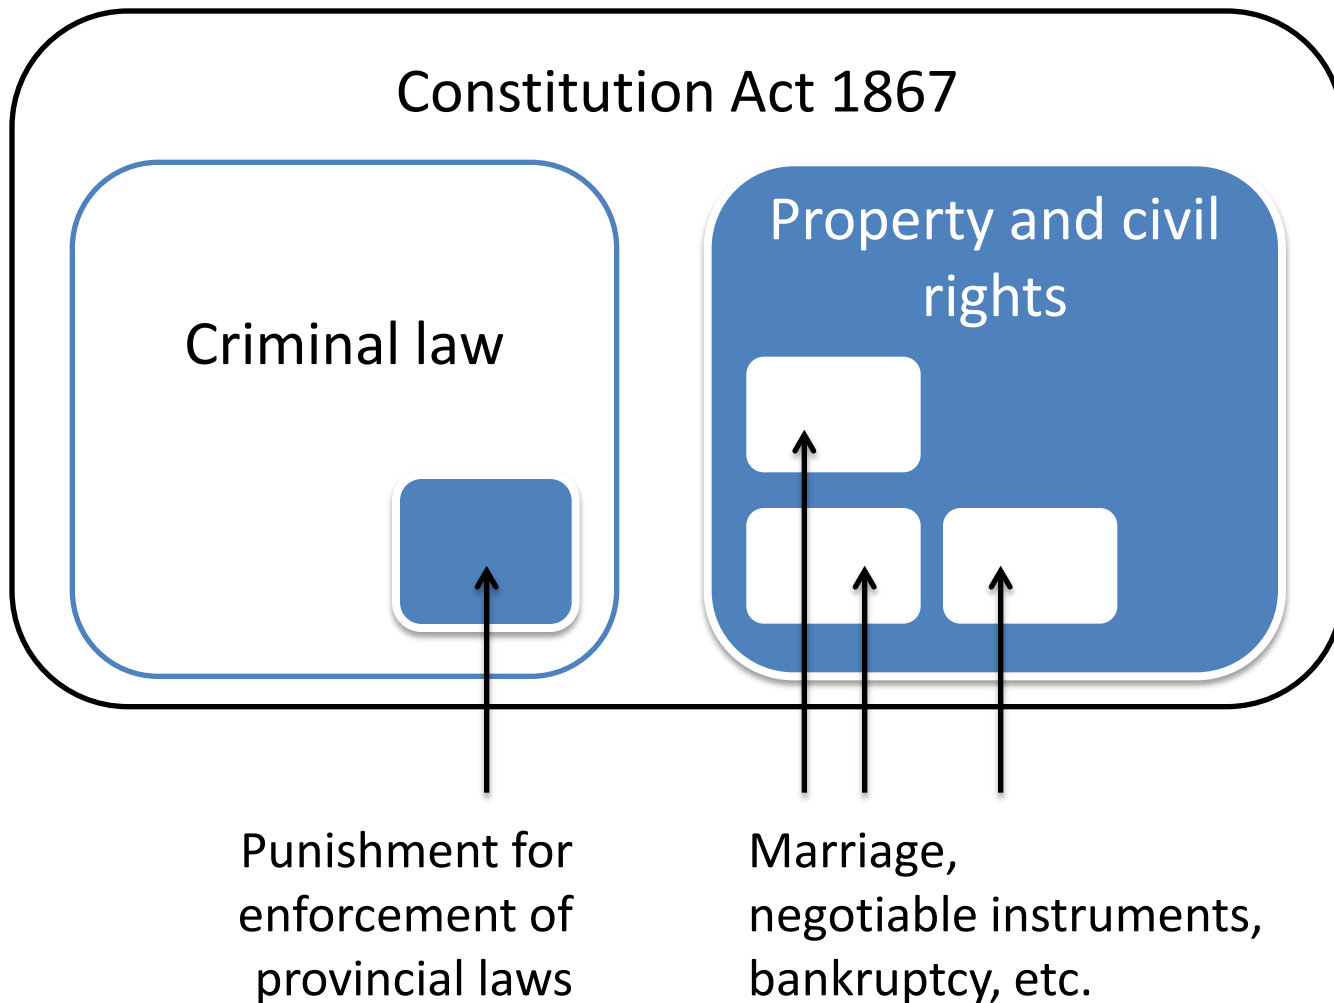 Constitution Act 1867
Criminal law
Property and civil
rights
Punishment for
enforcement of
provincial laws
Marriage,
negotiable instruments,
bankruptcy, etc.